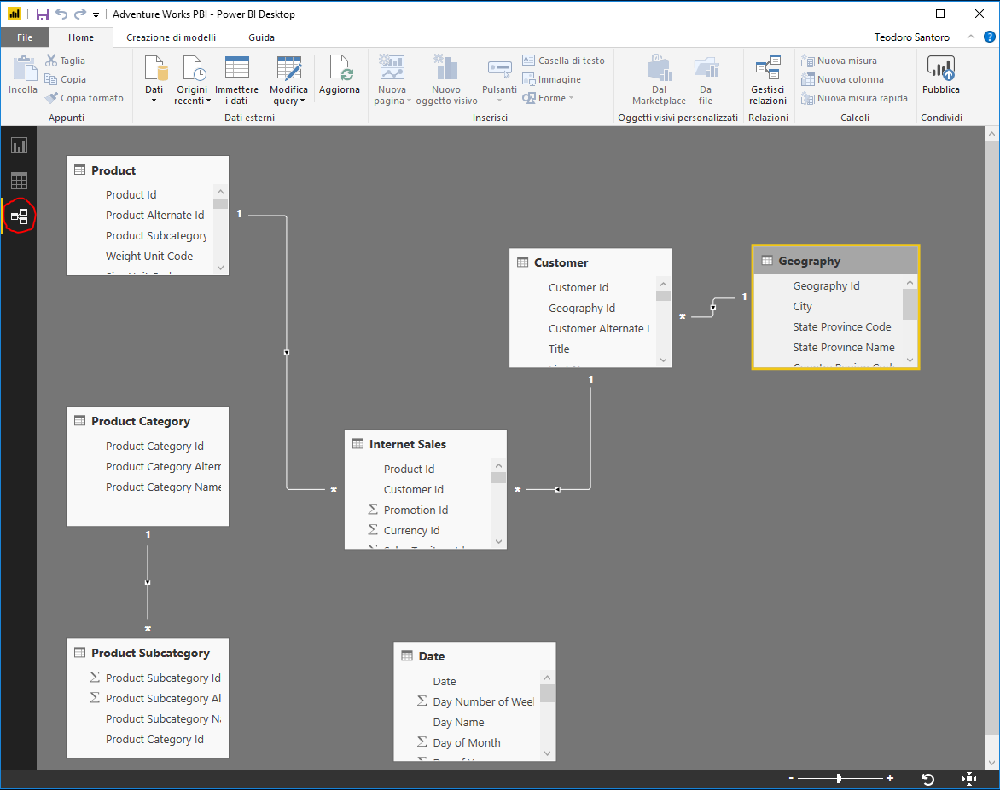 Adventure Works PBI - Power BI Desktop
File Home Creazione di modelli Guida Teodoro Santoro ?
Incolla
Taglia
Copia
Copia formato
Appunti
Dati
Origini recenti
Immettere i dati
Modifica query
Aggiorna
Dati esterni
Nuova pagina
Nuovo oggetto visivo
Pulsanti
Casella di testo
Immagine
Forme
Inserisci
Dal Marketplace
Da file
Oggetti visivi personalizzati
Gestisci relazioni
Relazioni
Nuova misura
Nuova colonna
Nuova misura rapida
Calcoli
Pubblica
Condividi
Product
Product Id
Product Alternate Id
Product Subcategory
Weight Unit Code
1
*
Customer
Customer Id
Geography Id
Customer Alternate I
Title
*
1
1
Geography
Geography Id
City
State Province Code
State Province Name
Country Region Code
Product Category
Product Category Id
Product Category Altern
Product Category Name
1
*
Internet Sales
Product Id
Customer Id
Σ Promotion Id
Σ Currency Id
*
Product Subcategory
Σ Product Subcategory Id
Σ Product Subcategory Al
Product Subcategory Na
Product Category Id
Date
Date
Σ Day Number of Week
Day Name
Σ Day of Month
- +